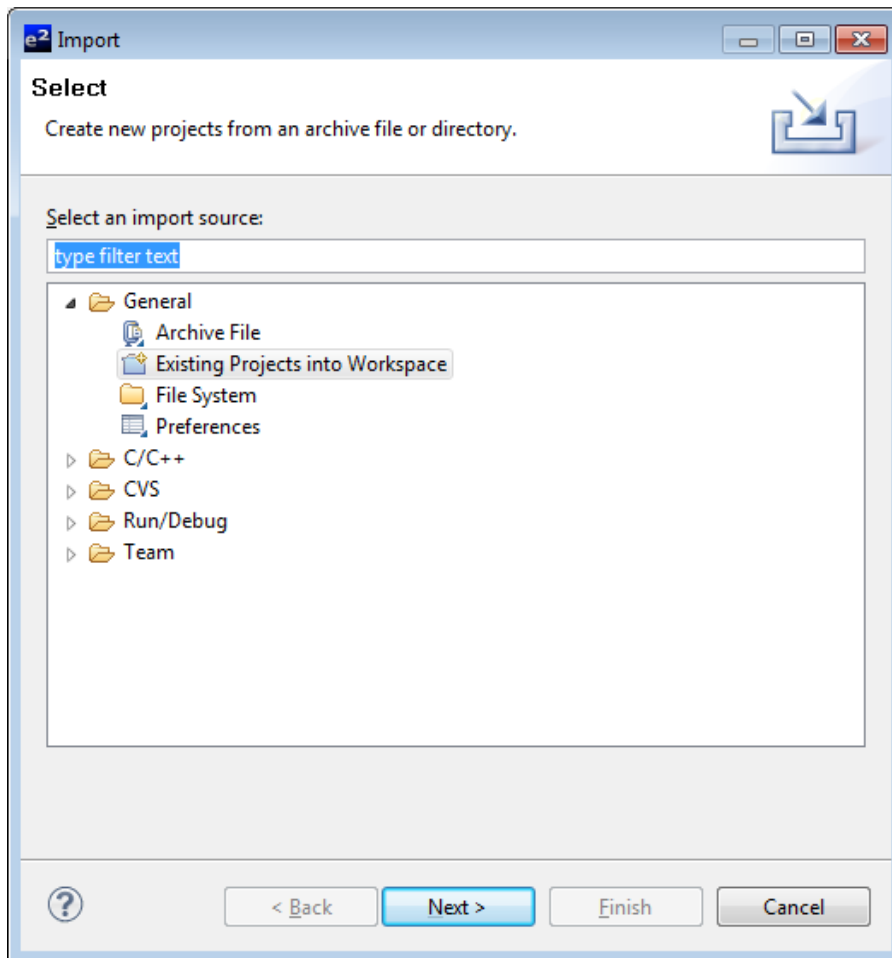 e² Import
Select
Create new projects from an archive file or directory.
Select an import source:
type filter text
General
Archive File
Existing Projects into Workspace
File System
Preferences
C/C++
CVS
Run/Debug
Team
? < Back Next > Finish Cancel